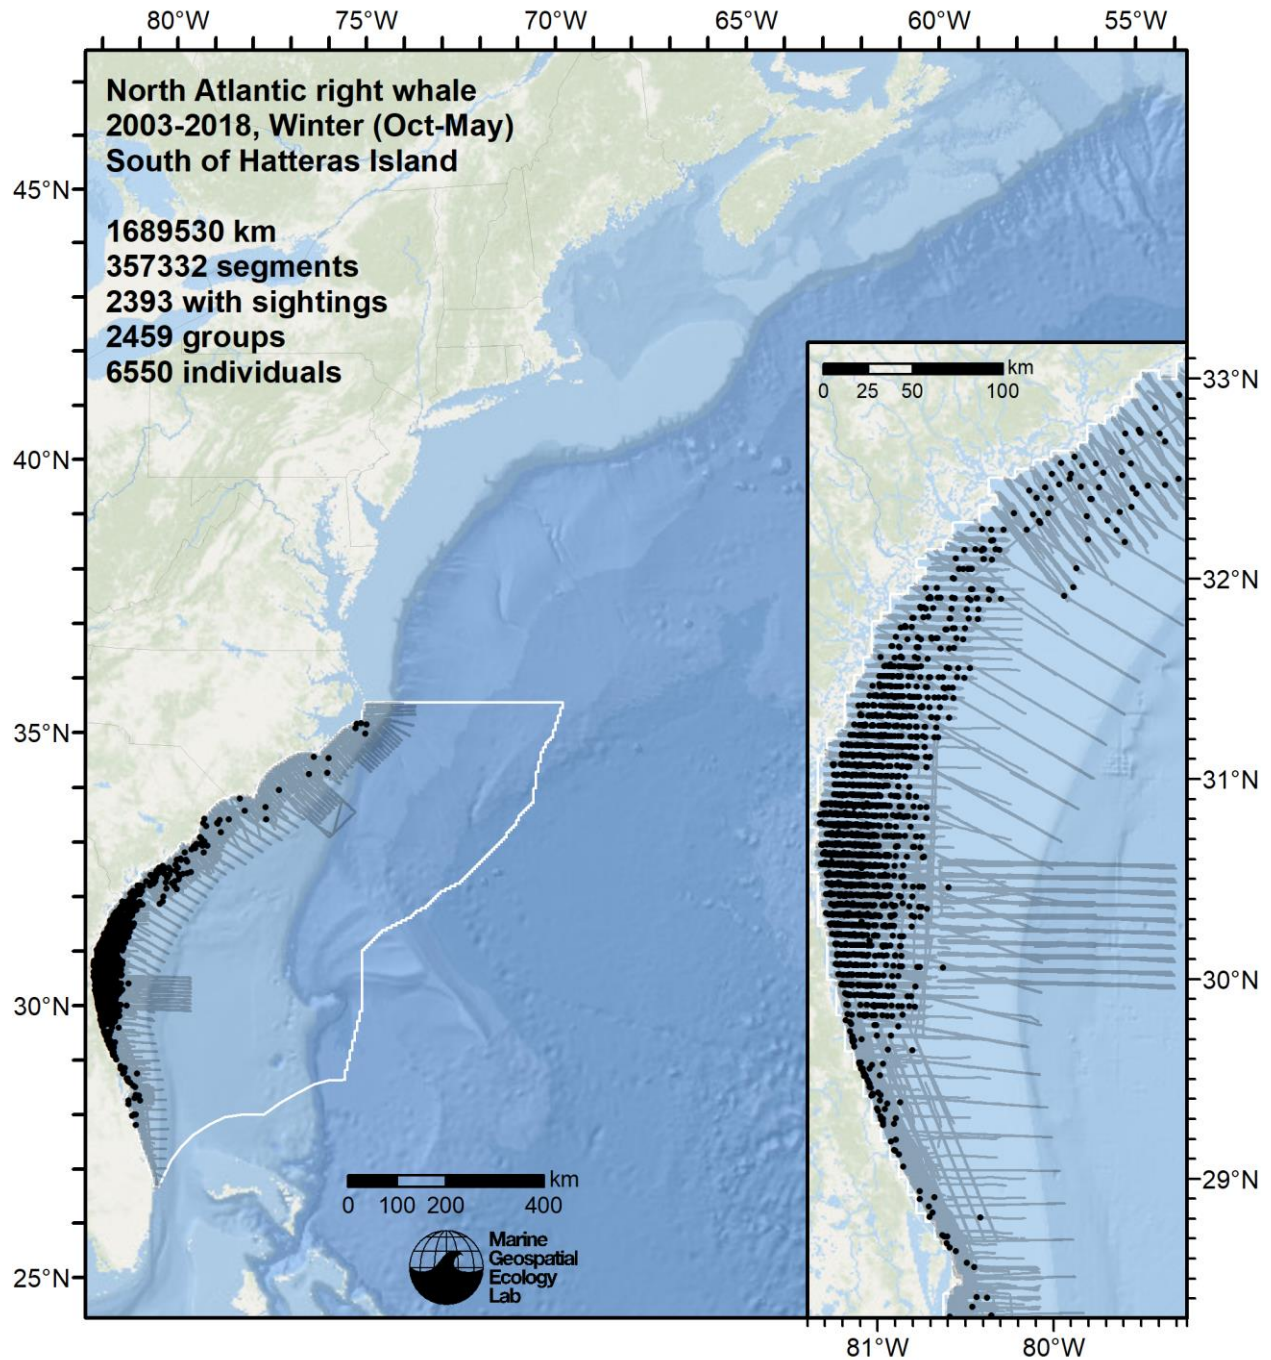 80°W 75°W 70°W 65°W 60°W 55°W
North Atlantic right whale
2003-2018, Winter (Oct-May)
South of Hatteras Island
45°N
1689530 km
357332 segments
2393 with sightings
2459 groups
6550 individuals
km
0 25 50 100
33°N
40°N
32°N
35°N
31°N
30°N
30°N
29°N
km
0 100 200 400
Marine
Geospatial
Ecology
Lab
25°N
81°W 80°W